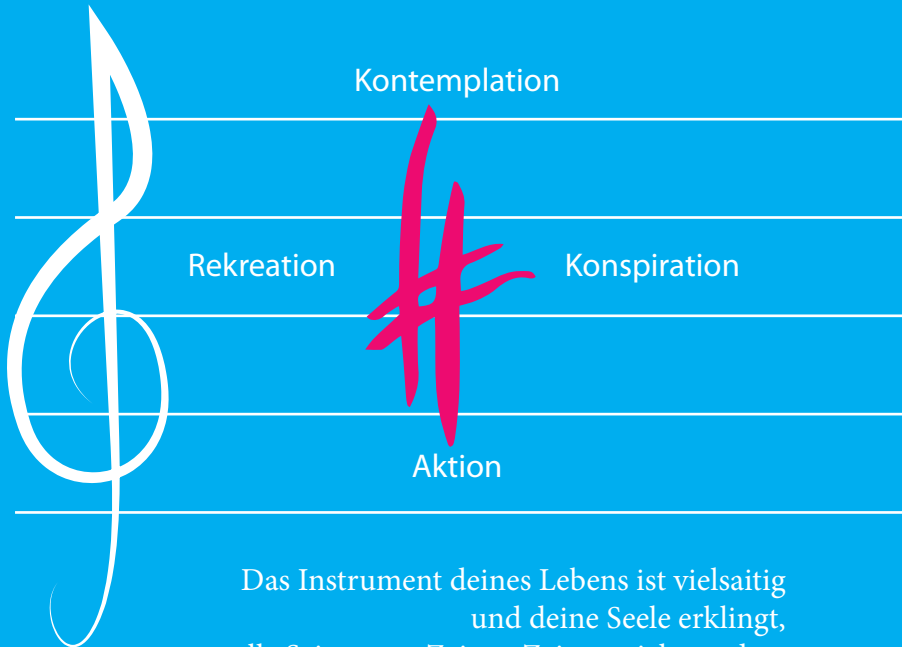 Kontemplation
Rekreation Konspiration
Aktion
Das Instrument deines Lebens ist vielsaitig
und deine Seele erklingt,